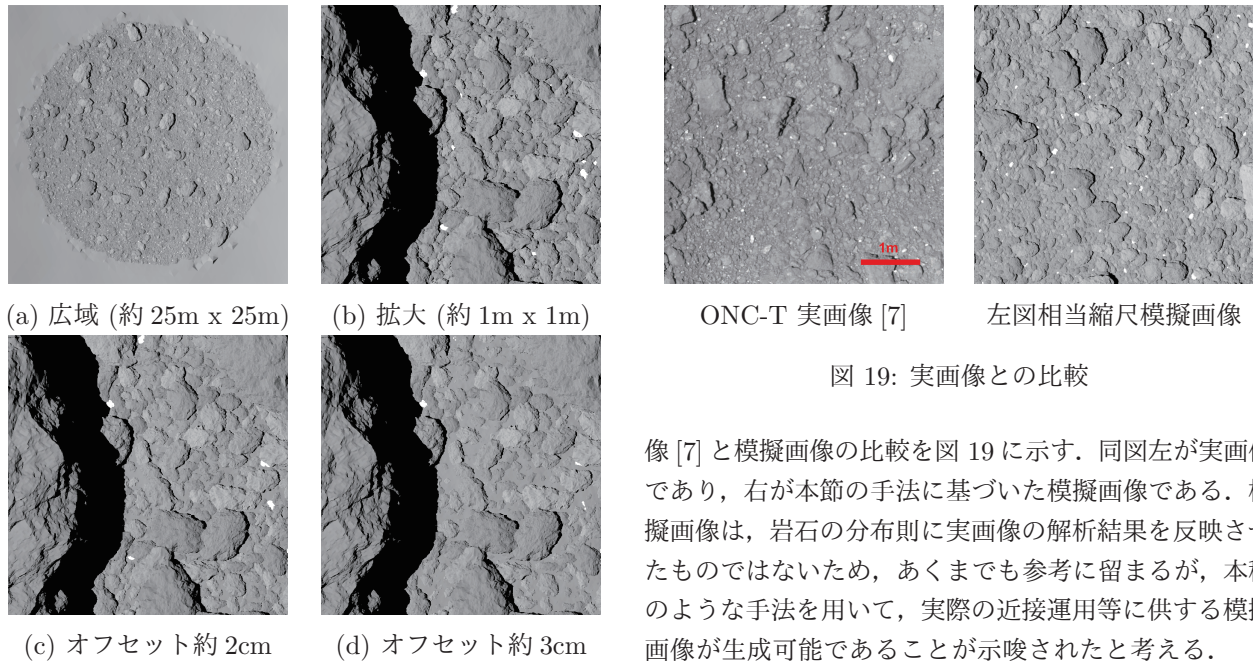 (a) 広域 (約 25m x 25m)
(b) 拡大 (約 1m x 1m)
(c) オフセット約 2cm
(d) オフセット約 3cm
1m
ONC-T 実画像 [7]
左図相当縮尺模擬画像
図 19: 実画像との比較
像 [7] と模擬画像の比較を図 19 に示す．同図左が実画像
であり，右が本節の手法に基づいた模擬画像である．
擬画像は，岩石の分布則に実画像の解析結果を反映させ
たものではないため，あくまでも参考に留まるが，本
のような手法を用いて，実際の近接運用等に供する模擬
画像が生成可能であることが示唆されたと考える．